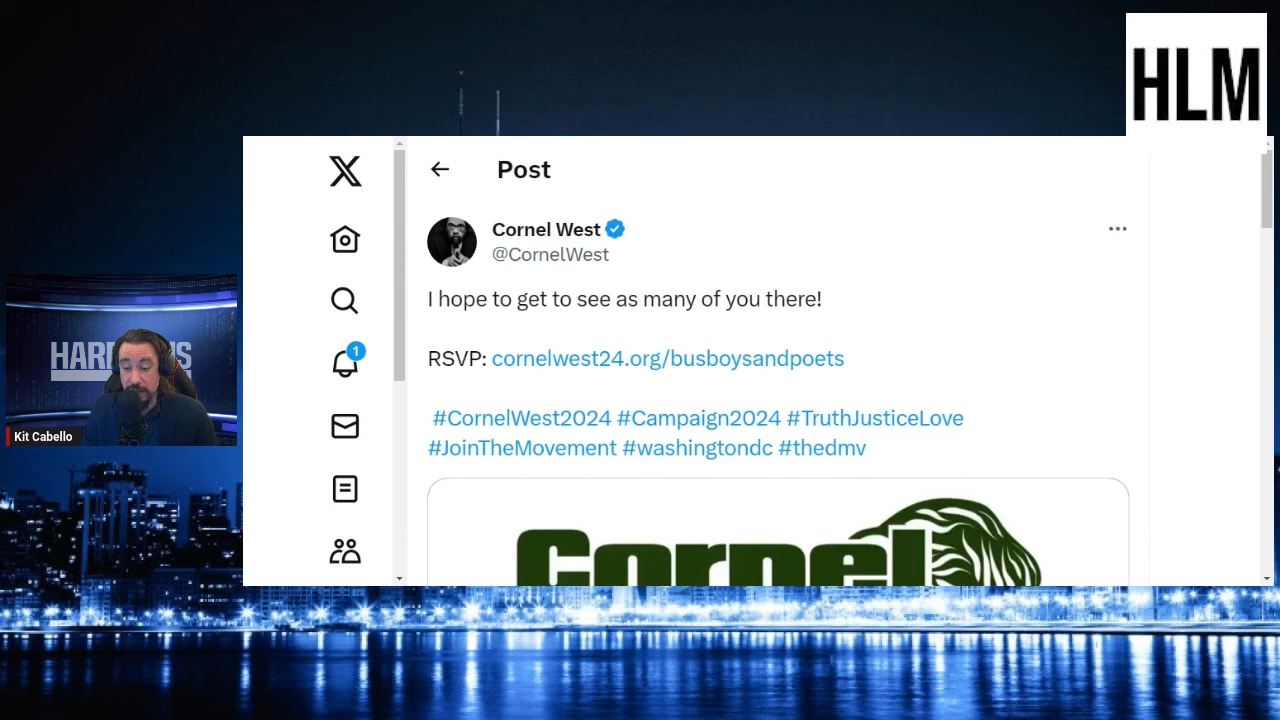 HLM
Post
Cornel West
@CornelWest
I hope to get to see as many of you there!
RSVP: cornelwest24.org/busboysandpoets
#CornelWest2024 #Campaign2024 #TruthJusticeLove
#JoinTheMovement #washingtondc #thedmv
Cornel
1
Kit Cabello